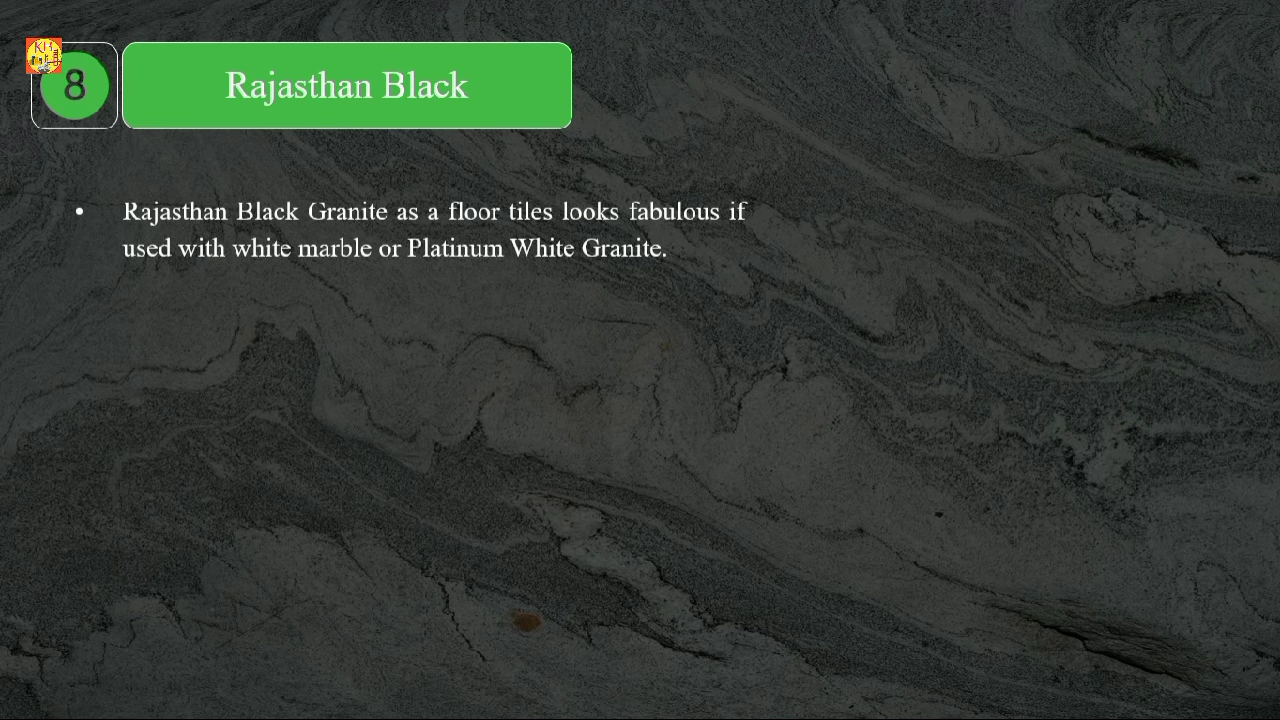 KB
8
Rajasthan Black
• Rajasthan Black Granite as a floor tiles looks fabulous if
used with white marble or Platinum White Granite.